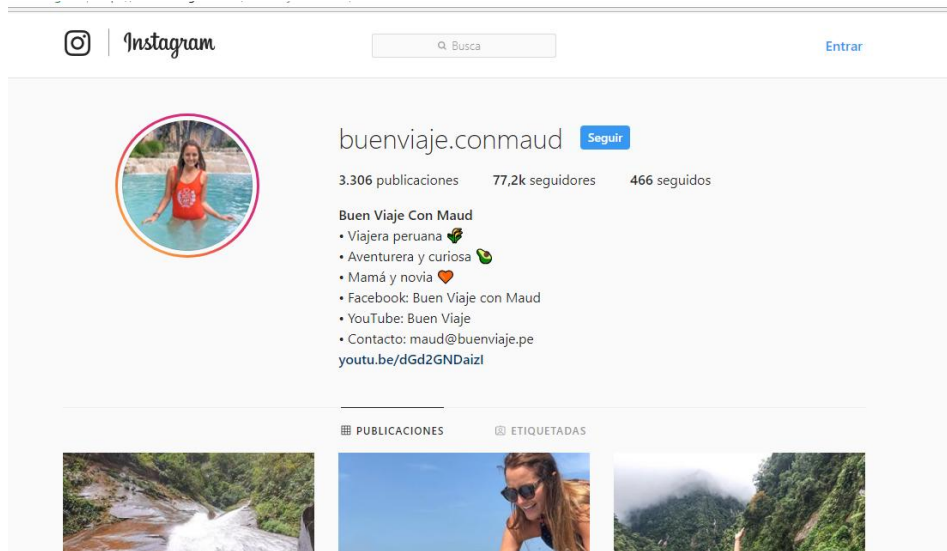 Instagram
Busca
Entrar
buenviaje.conmaud Seguir
3.306 publicaciones 77,2k seguidores 466 seguidos
Buen Viaje Con Maud
• Viajera peruana 🌾
• Aventurera y curiosa 🥑
• Mamá y novia 🧡
• Facebook: Buen Viaje con Maud
• YouTube: Buen Viaje
• Contacto: maud@buenviaje.pe
youtu.be/dGd2GNDaizI
PUBLICACIONES ETIQUETADAS